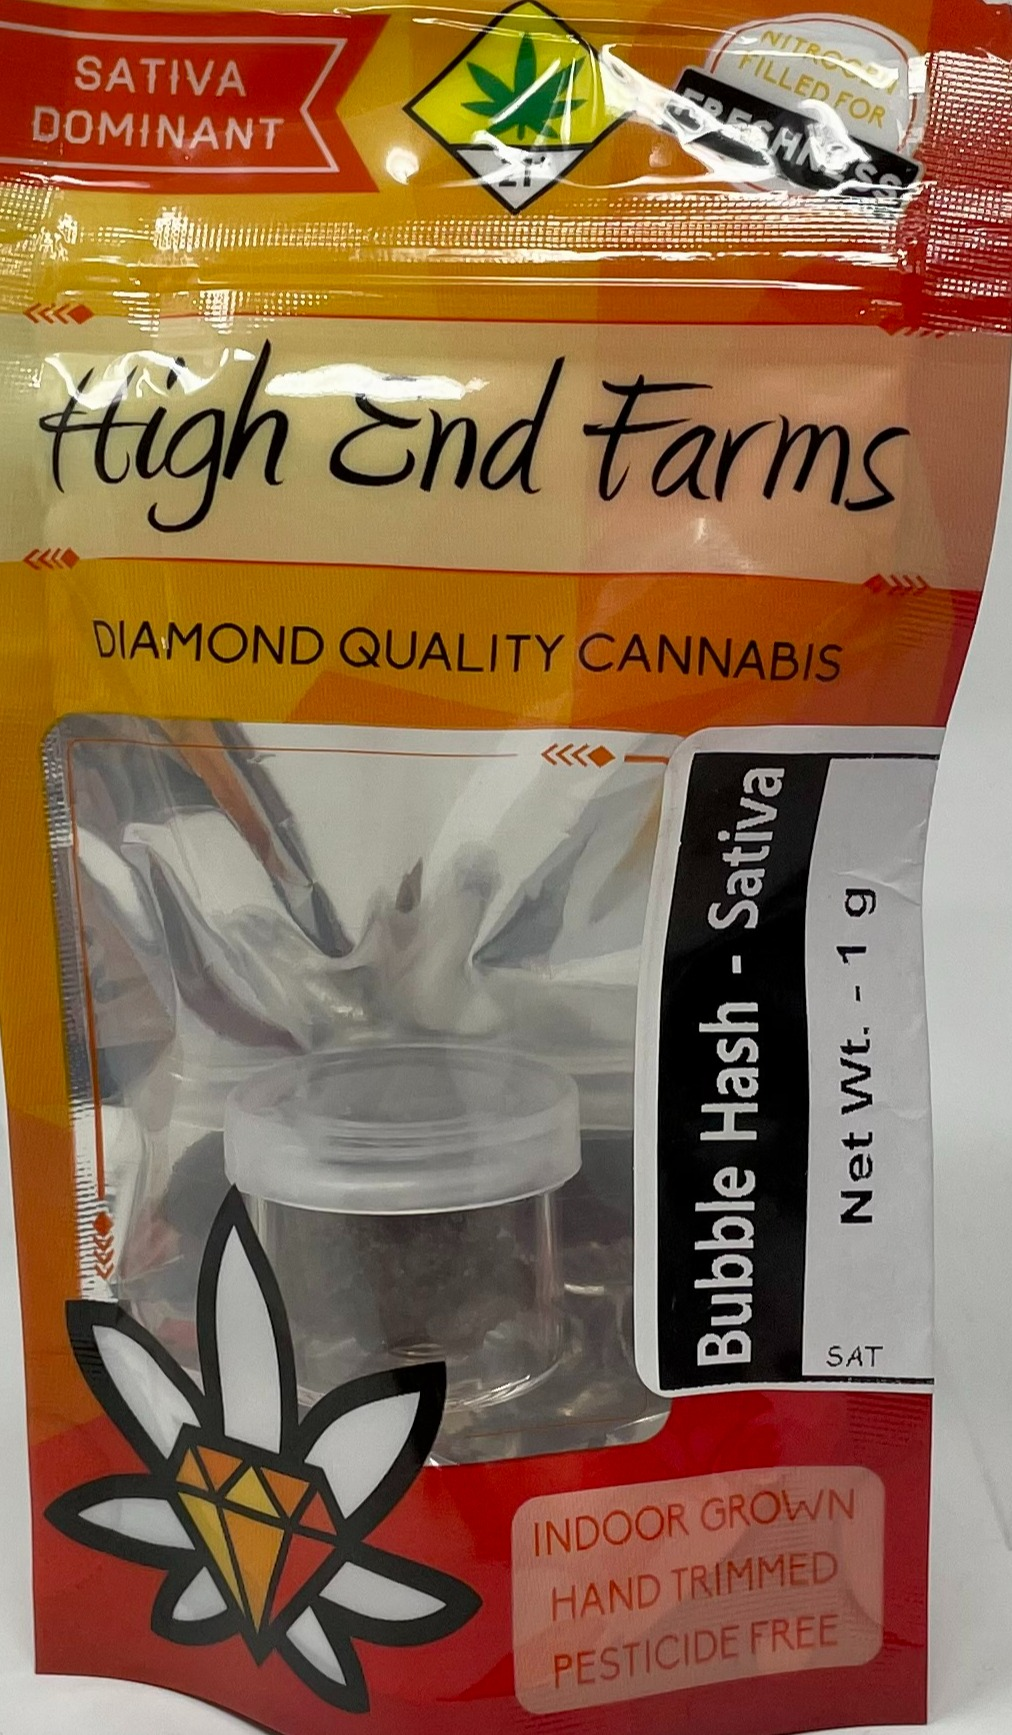 SATIVA
DOMINANT
21+
NITROGEN
FILLED FOR
FRESHNESS
High End Farms
DIAMOND QUALITY CANNABIS
Bubble Hash - Sativa
Net Wt. - 1 g
SAT
INDOOR GROWN
HAND TRIMMED
PESTICIDE FREE